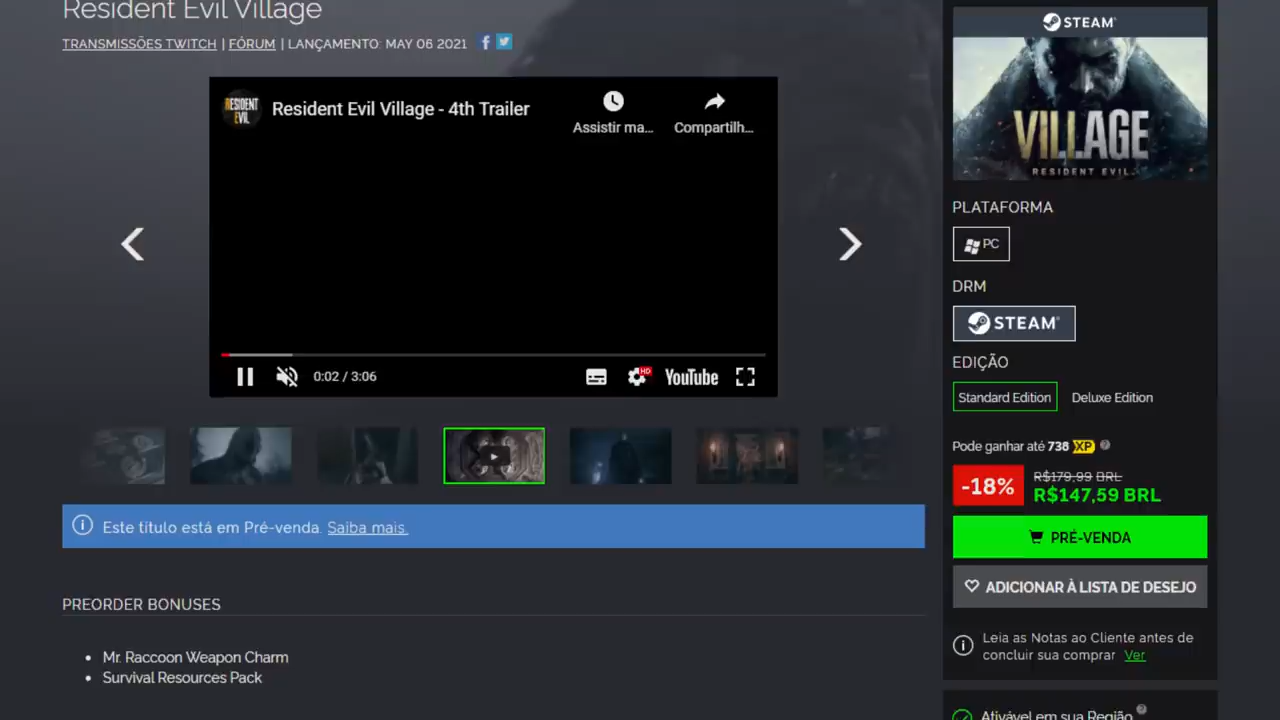 Resident Evil Village
TRANSMISSÕES TWITCH | FÓRUM | LANÇAMENTO: MAY 06 2021
RESIDENT EVIL
Resident Evil Village - 4th Trailer
Assistir ma...
Compartilh...
0:02 / 3:06
HD
YouTube
Este título está em Pré-venda. Saiba mais.
PREORDER BONUSES
• Mr. Raccoon Weapon Charm
• Survival Resources Pack
STEAM
VILLAGE
RESIDENT EVIL
PLATAFORMA
PC
DRM
STEAM
EDIÇÃO
Standard Edition Deluxe Edition
Pode ganhar até 738 XP
-18%
R$179,99 BRL
R$147,59 BRL
PRÉ-VENDA
ADICIONAR À LISTA DE DESEJO
Leia as Notas ao Cliente antes de
concluir sua comprar Ver
Ativável em sua Região